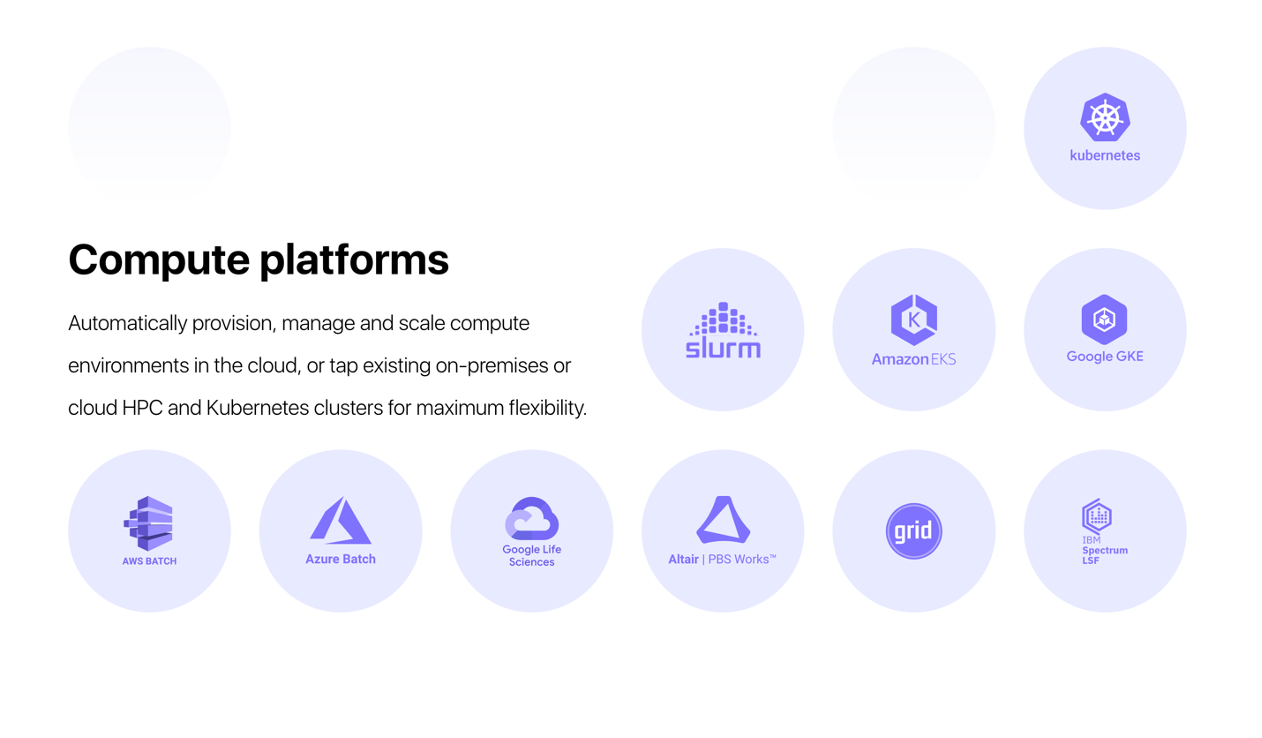 kubernetes
Compute platforms
Automatically provision, manage and scale compute
environments in the cloud, or tap existing on-premises or
cloud HPC and Kubernetes clusters for maximum flexibility.
slurm
K
Amazon EKS
Google GKE
AWS BATCH
Azure Batch
Google Life
Sciences
Altair | PBS Works™
grid
IBM
Spectrum
LSF